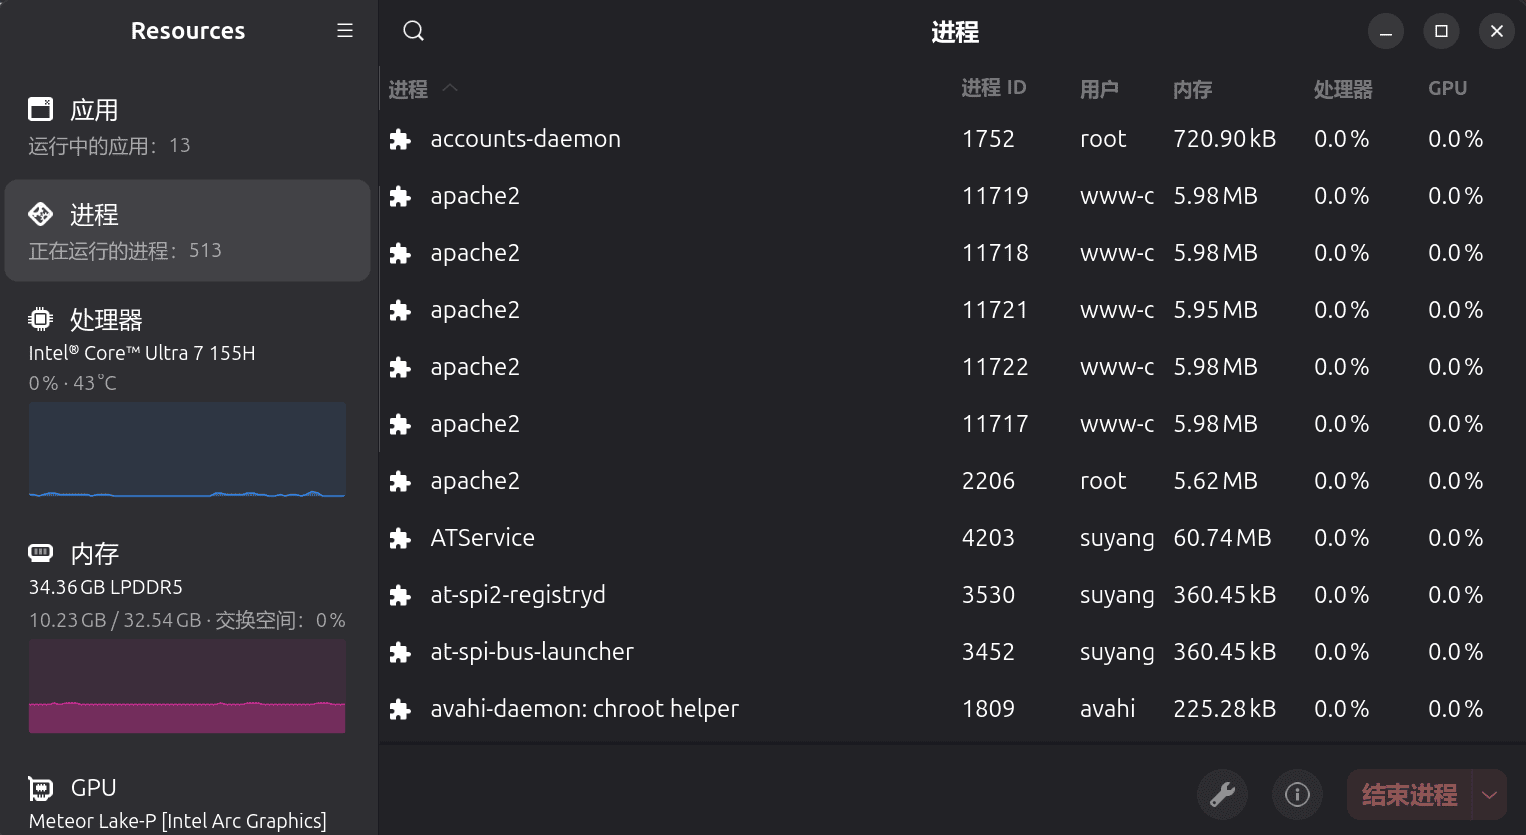 Resources
进程
应用
运行中的应用：13
进程
正在运行的进程：513
处理器
Intel® Core™ Ultra 7 155H
0 % · 43 °C
内存
34.36 GB LPDDR5
10.23 GB / 32.54 GB · 交换空间：0 %
GPU
Meteor Lake-P [Intel Arc Graphics]
进程 进程 ID 用户 内存 处理器 GPU
accounts-daemon 1752 root 720.90 kB 0.0 % 0.0 %
apache2 11719 www-c 5.98 MB 0.0 % 0.0 %
apache2 11718 www-c 5.98 MB 0.0 % 0.0 %
apache2 11721 www-c 5.95 MB 0.0 % 0.0 %
apache2 11722 www-c 5.98 MB 0.0 % 0.0 %
apache2 11717 www-c 5.98 MB 0.0 % 0.0 %
apache2 2206 root 5.62 MB 0.0 % 0.0 %
ATService 4203 suyang 60.74 MB 0.0 % 0.0 %
at-spi2-registryd 3530 suyang 360.45 kB 0.0 % 0.0 %
at-spi-bus-launcher 3452 suyang 360.45 kB 0.0 % 0.0 %
avahi-daemon: chroot helper 1809 avahi 225.28 kB 0.0 % 0.0 %
结束进程